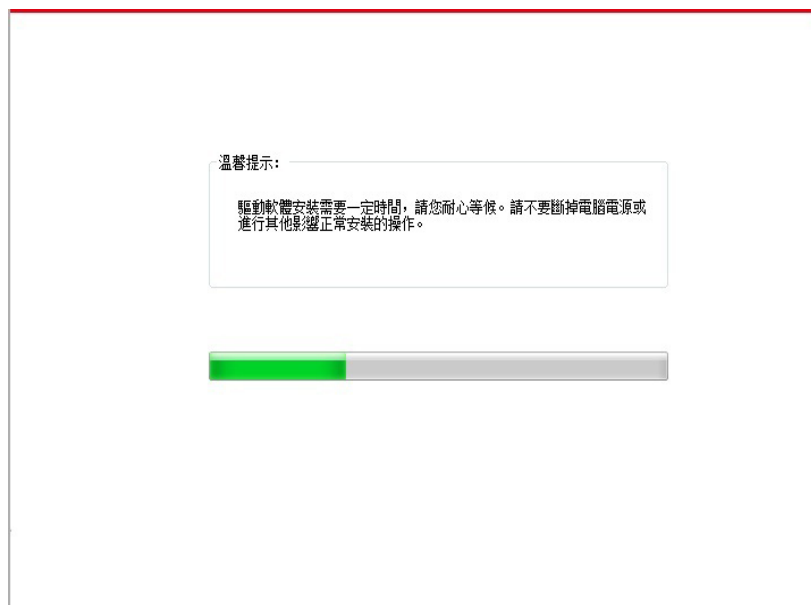 溫馨提示:
驅動軟體安裝需要一定時間，請您耐心等候。請不要斷掉電腦電源或
進行其他影響正常安裝的操作。